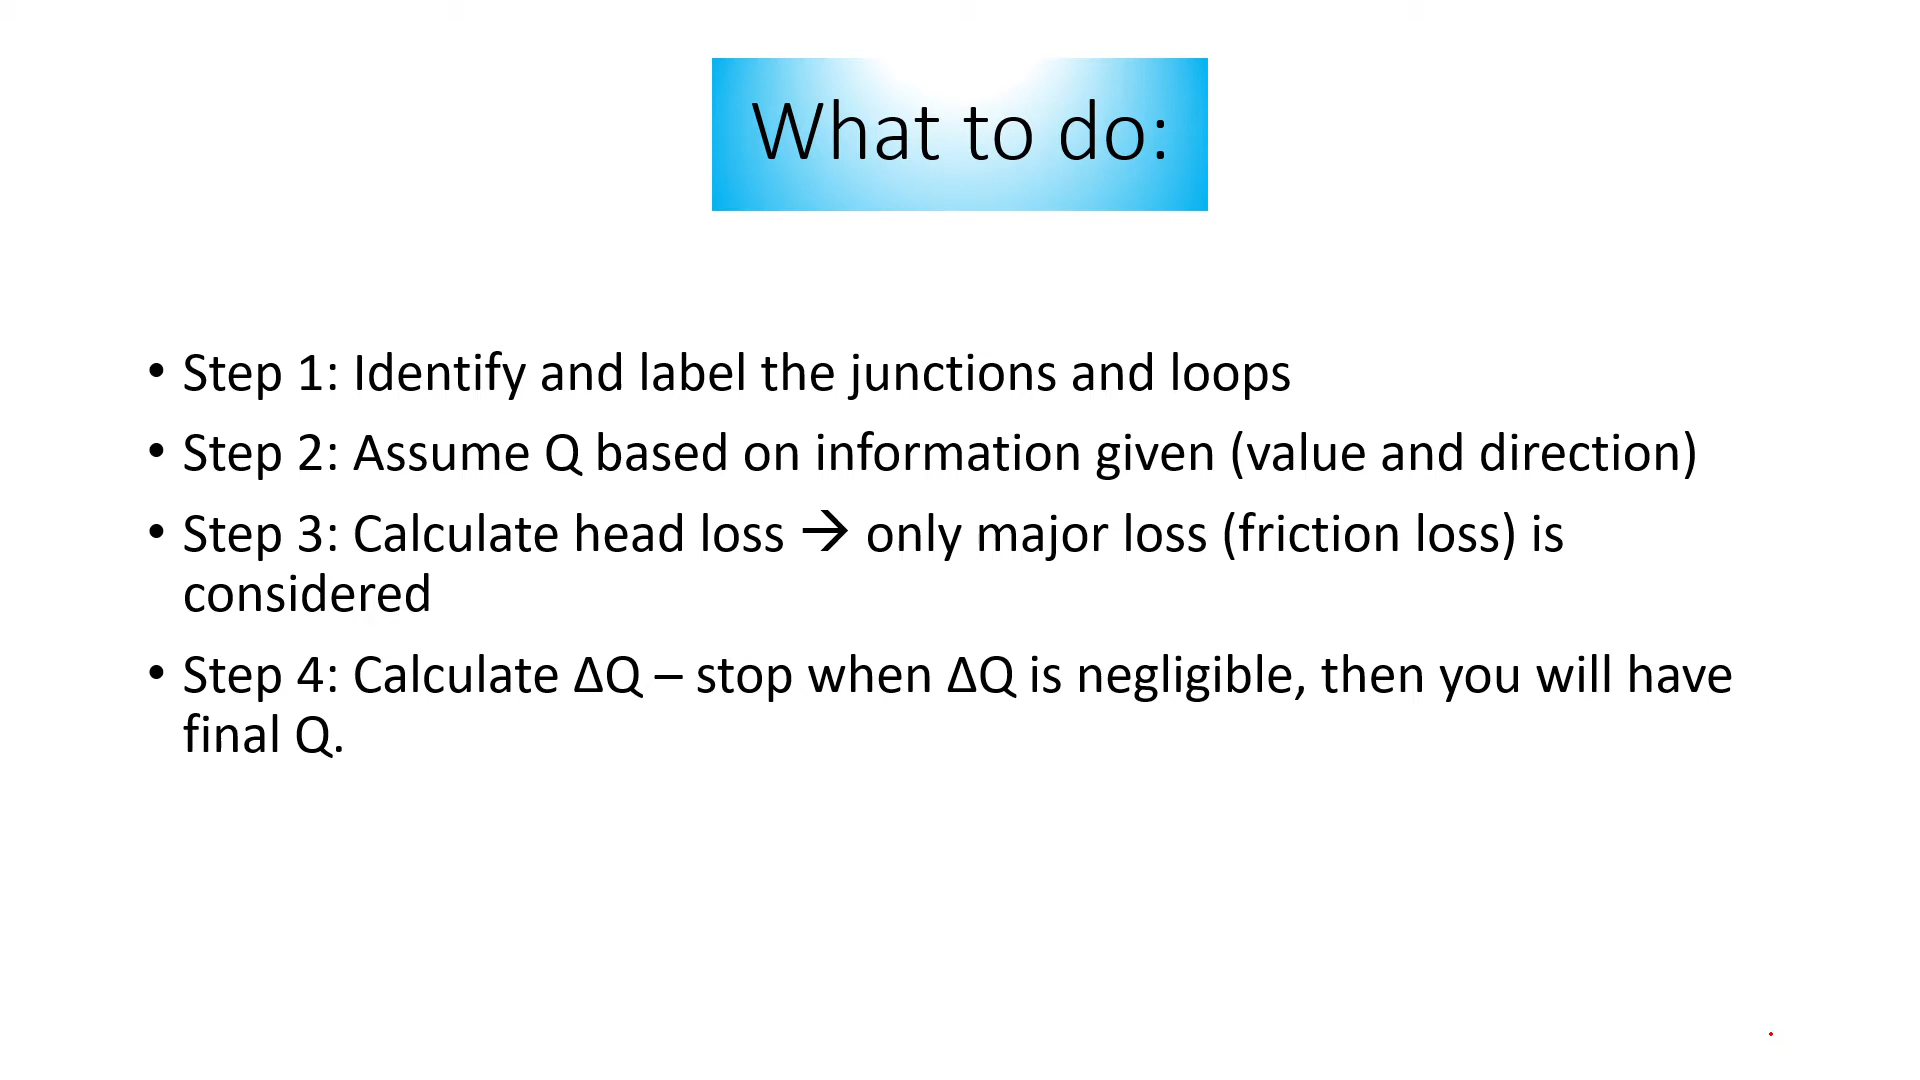 What to do:
• Step 1: Identify and label the junctions and loops
• Step 2: Assume Q based on information given (value and direction)
• Step 3: Calculate head loss → only major loss (friction loss) is
considered
• Step 4: Calculate ΔQ – stop when ΔQ is negligible, then you will have
final Q.